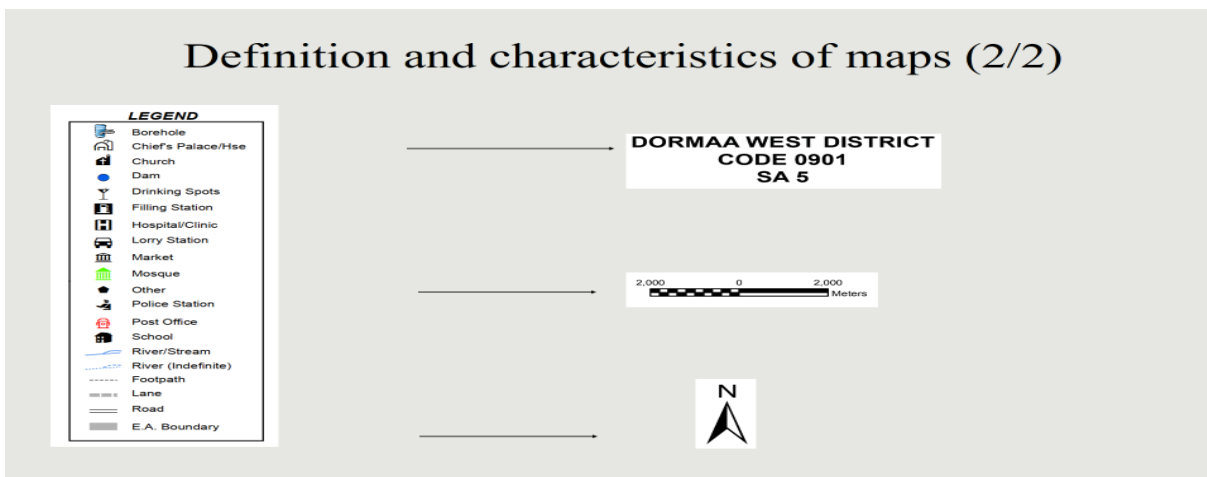 Definition and characteristics of maps (2/2)
LEGEND
Borehole
Chief's Palace/Hse
Church
Dam
Drinking Spots
Filling Station
Hospital/Clinic
Lorry Station
Market
Mosque
Other
Police Station
Post Office
School
River/Stream
River (Indefinite)
Footpath
Lane
Road
E.A. Boundary
DORMAA WEST DISTRICT
CODE 0901
SA 5
2,000 0 2,000
Meters
N